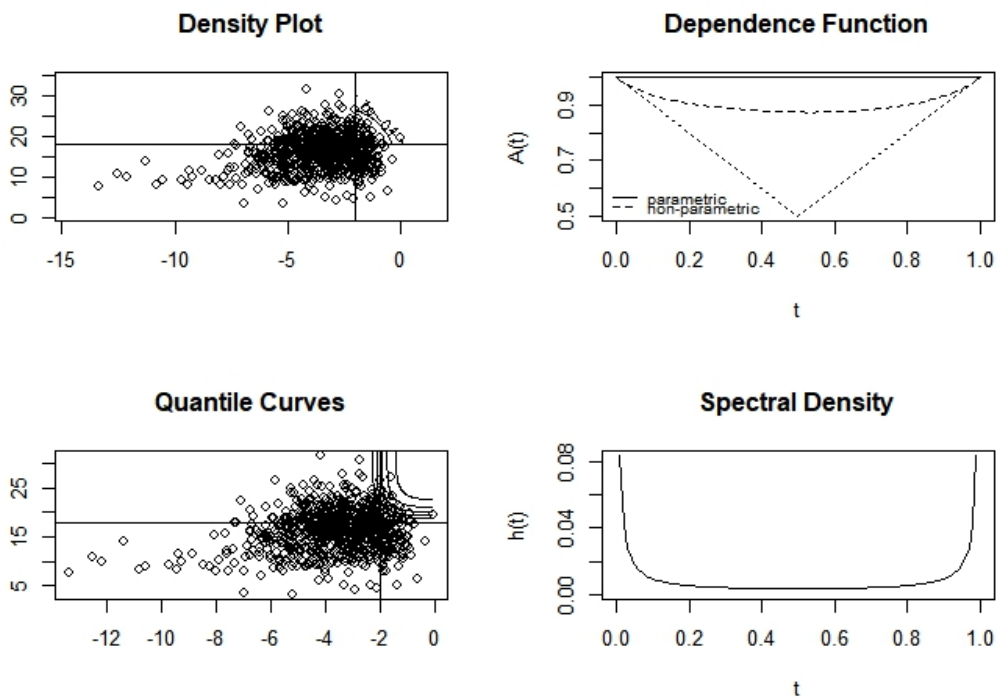 Density Plot
0 10 20 30
-15 -10 -5 0
Dependence Function
A(t)
0.5 0.7 0.9
parametric
non-parametric
0.0 0.2 0.4 0.6 0.8 1.0
t
Quantile Curves
5 15 25
-12 -10 -8 -6 -4 -2 0
Spectral Density
h(t)
0.00 0.04 0.08
0.0 0.2 0.4 0.6 0.8 1.0
t